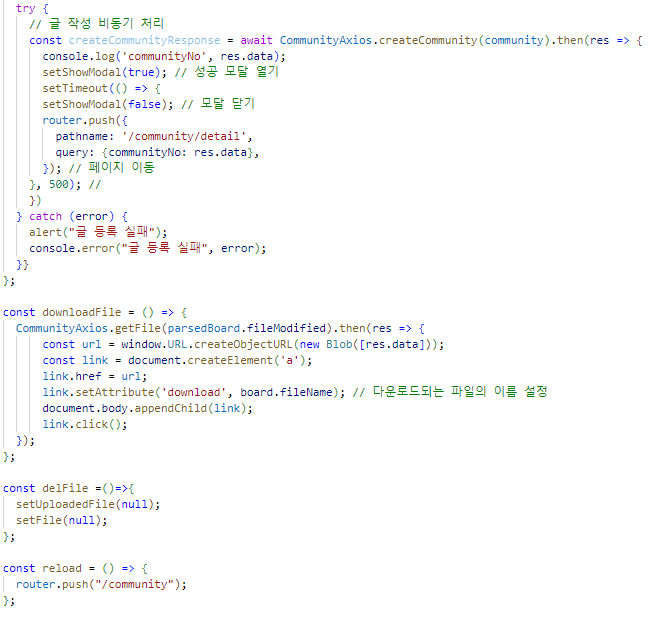 try {
// 글 작성 비동기 처리
const createCommunityResponse = await CommunityAxios.createCommunity(community).then(res => {
console.log('communityNo', res.data);
setShowModal(true); // 성공 모달 열기
setTimeout(() => {
setShowModal(false); // 모달 닫기
router.push({
pathname: '/community/detail',
query: {communityNo: res.data},
}); // 페이지 이동
}, 500); //
})
} catch (error) {
alert("글 등록 실패");
console.error("글 등록 실패", error);
}}
};
const downloadFile = () => {
CommunityAxios.getFile(parsedBoard.fileModified).then(res => {
const url = window.URL.createObjectURL(new Blob([res.data]));
const link = document.createElement('a');
link.href = url;
link.setAttribute('download', board.fileName); // 다운로드되는 파일의 이름 설정
document.body.appendChild(link);
link.click();
});
};
const delFile =()=>{
setUploadedFile(null);
setFile(null);
};
const reload = () => {
router.push("/community");
};